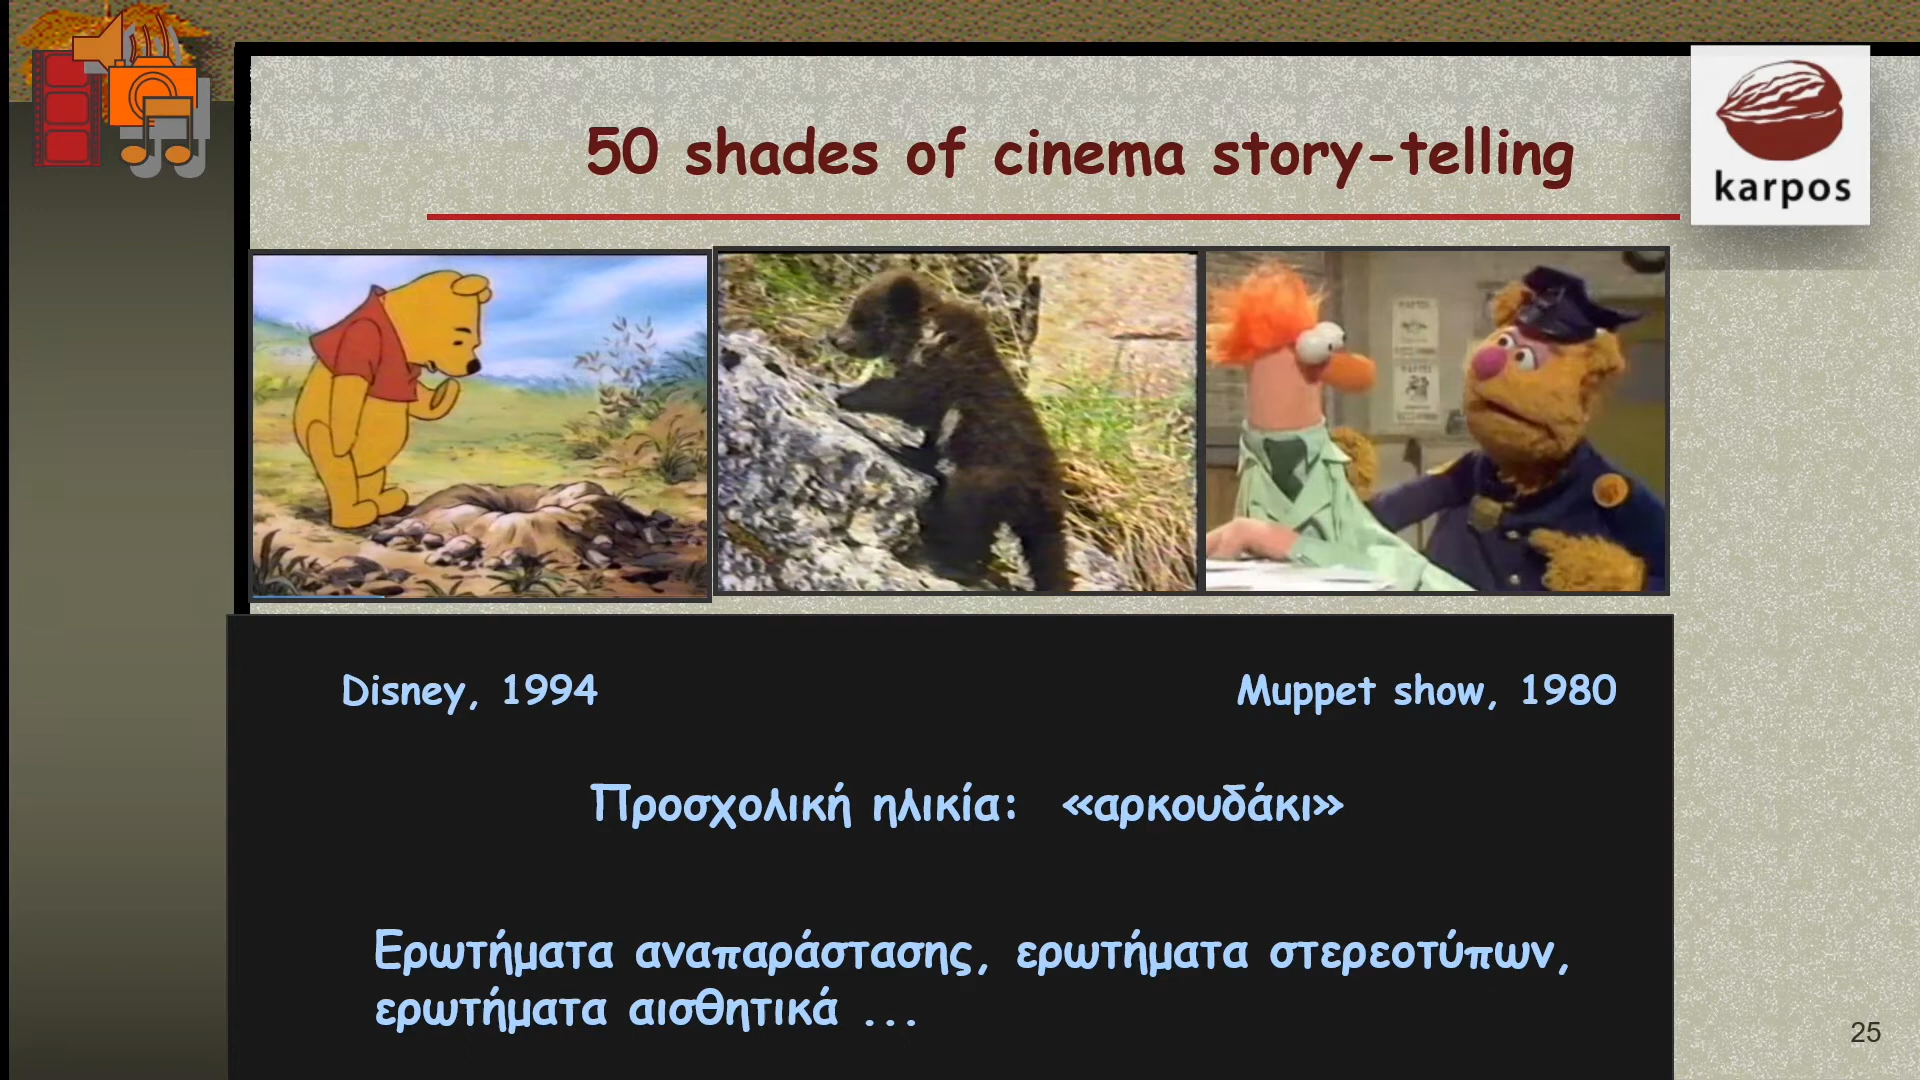 50 shades of cinema story-telling
karpos
Disney, 1994
Muppet show, 1980
Προσχολική ηλικία: «αρκουδάκι»
Ερωτήματα αναπαράστασης, ερωτήματα στερεοτύπων,
ερωτήματα αισθητικά ...
25